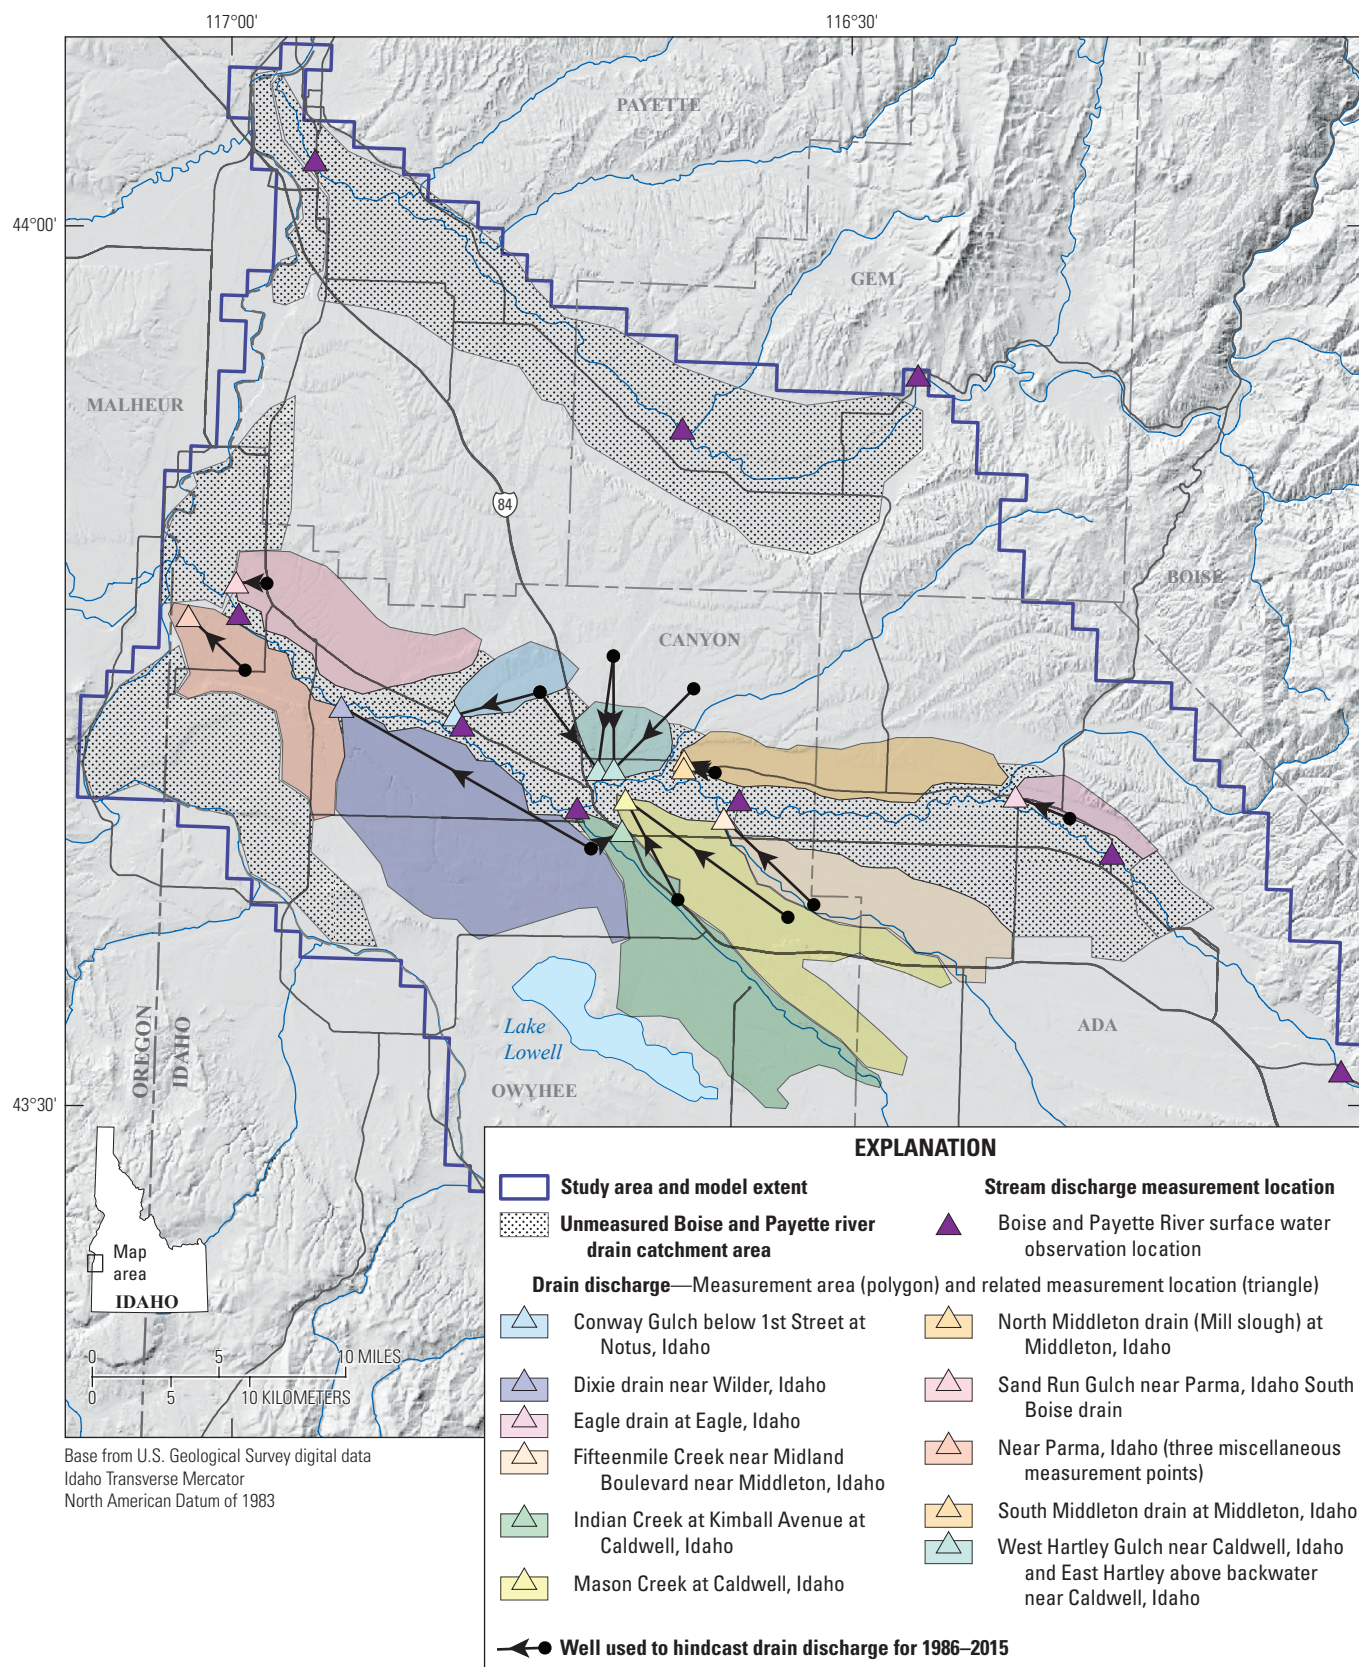 117°00'
116°30'
PAYETTE
44°00'
GEM
MALHEUR
84
BOISE
CANYON
Lake
Lowell
OREGON
IDAHO
ADA
OWYHEE
43°30'
Map
area
IDAHO
0 5 10 MILES
0 5 10 KILOMETERS
Base from U.S. Geological Survey digital data
Idaho Transverse Mercator
North American Datum of 1983
EXPLANATION
Study area and model extent
Unmeasured Boise and Payette river
drain catchment area
Stream discharge measurement location
Boise and Payette River surface water
observation location
Drain discharge—Measurement area (polygon) and related measurement location (triangle)
Conway Gulch below 1st Street at
Notus, Idaho
Dixie drain near Wilder, Idaho
Eagle drain at Eagle, Idaho
Fifteenmile Creek near Midland
Boulevard near Middleton, Idaho
Indian Creek at Kimball Avenue at
Caldwell, Idaho
Mason Creek at Caldwell, Idaho
North Middleton drain (Mill slough) at
Middleton, Idaho
Sand Run Gulch near Parma, Idaho South
Boise drain
Near Parma, Idaho (three miscellaneous
measurement points)
South Middleton drain at Middleton, Idaho
West Hartley Gulch near Caldwell, Idaho
and East Hartley above backwater
near Caldwell, Idaho
Well used to hindcast drain discharge for 1986–2015